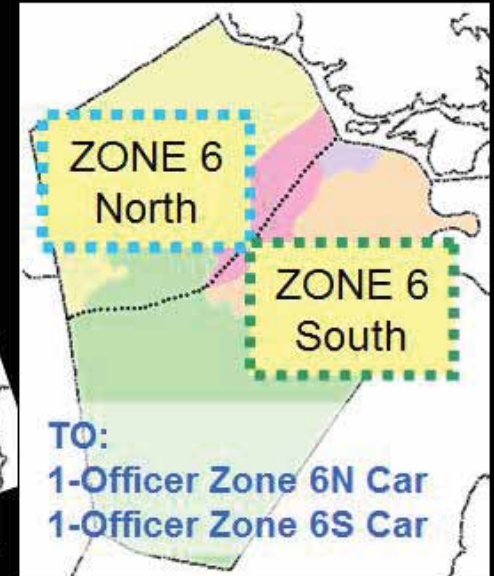 ZONE 6
North
ZONE 6
South
TO:
1-Officer Zone 6N Car
1-Officer Zone 6S Car